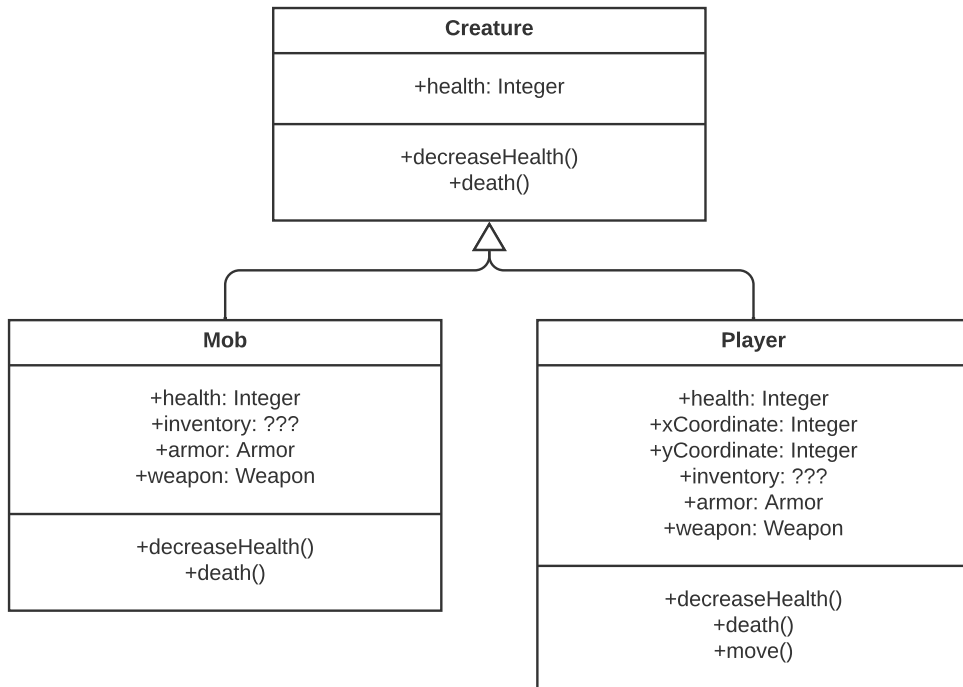 Creature
+health: Integer
+decreaseHealth()
+death()
Mob
+health: Integer
+inventory: ???
+armor: Armor
+weapon: Weapon
+decreaseHealth()
+death()
Player
+health: Integer
+xCoordinate: Integer
+yCoordinate: Integer
+inventory: ???
+armor: Armor
+weapon: Weapon
+decreaseHealth()
+death()
+move()